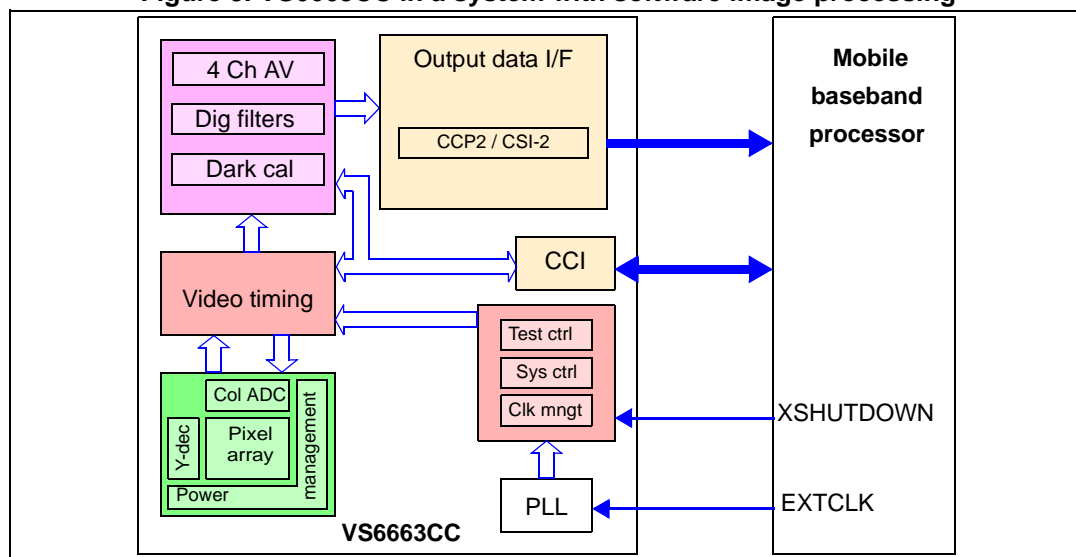 Figure 3. VS6663CC in a system with software image processing
4 Ch AV
Dig filters
Dark cal
Output data I/F
CCP2 / CSI-2
Mobile
baseband
processor
Video timing
CCI
Test ctrl
Sys ctrl
Clk mngt
Col ADC
Y-dec
Pixel
array
Power
management
PLL
XSHUTDOWN
EXTCLK
VS6663CC